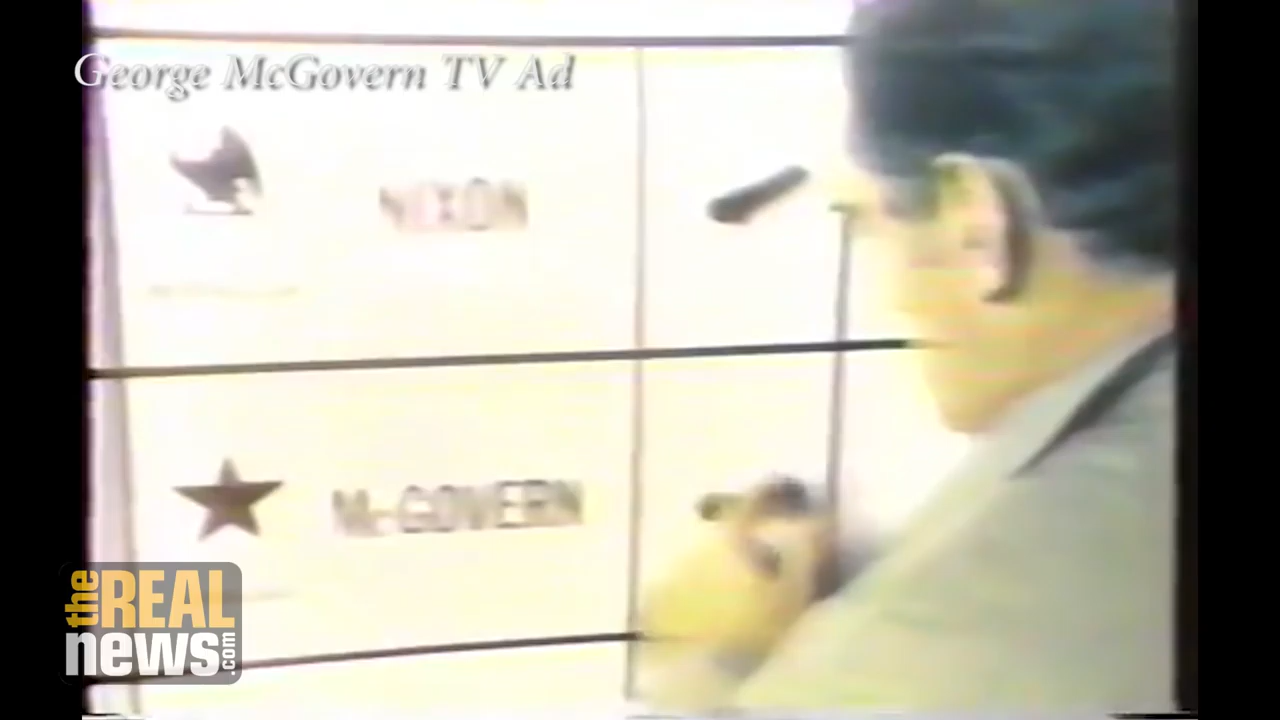 George McGovern TV Ad
NIXON
McGOVERN
the REAL
news.com